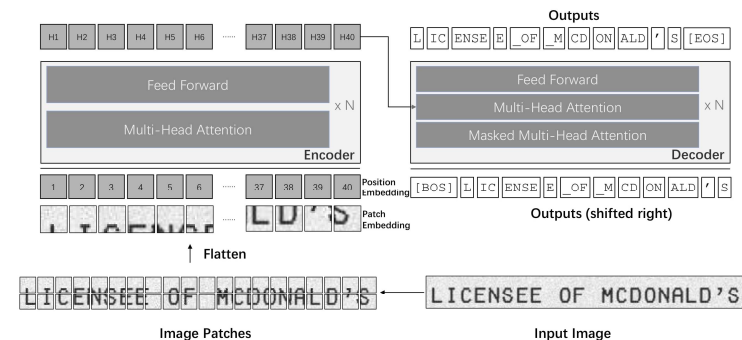 Outputs
H1 H2 H3 H4 H5 H6 ...... H37 H38 H39 H40
L IC ENSE E _OF _M CD ON ALD ' S [EOS]
Feed Forward
Multi-Head Attention
x N
Encoder
Feed Forward
Multi-Head Attention
Masked Multi-Head Attention
x N
Decoder
1 2 3 4 5 6 ...... 37 38 39 40
Position Embedding
[BOS] L IC ENSE E _OF _M CD ON ALD ' S
Outputs (shifted right)
LICENSE ...... LD'S
Patch Embedding
Flatten
LICENSEE OF MCDONALD'S
LICENSEE OF MCDONALD'S
Image Patches
Input Image